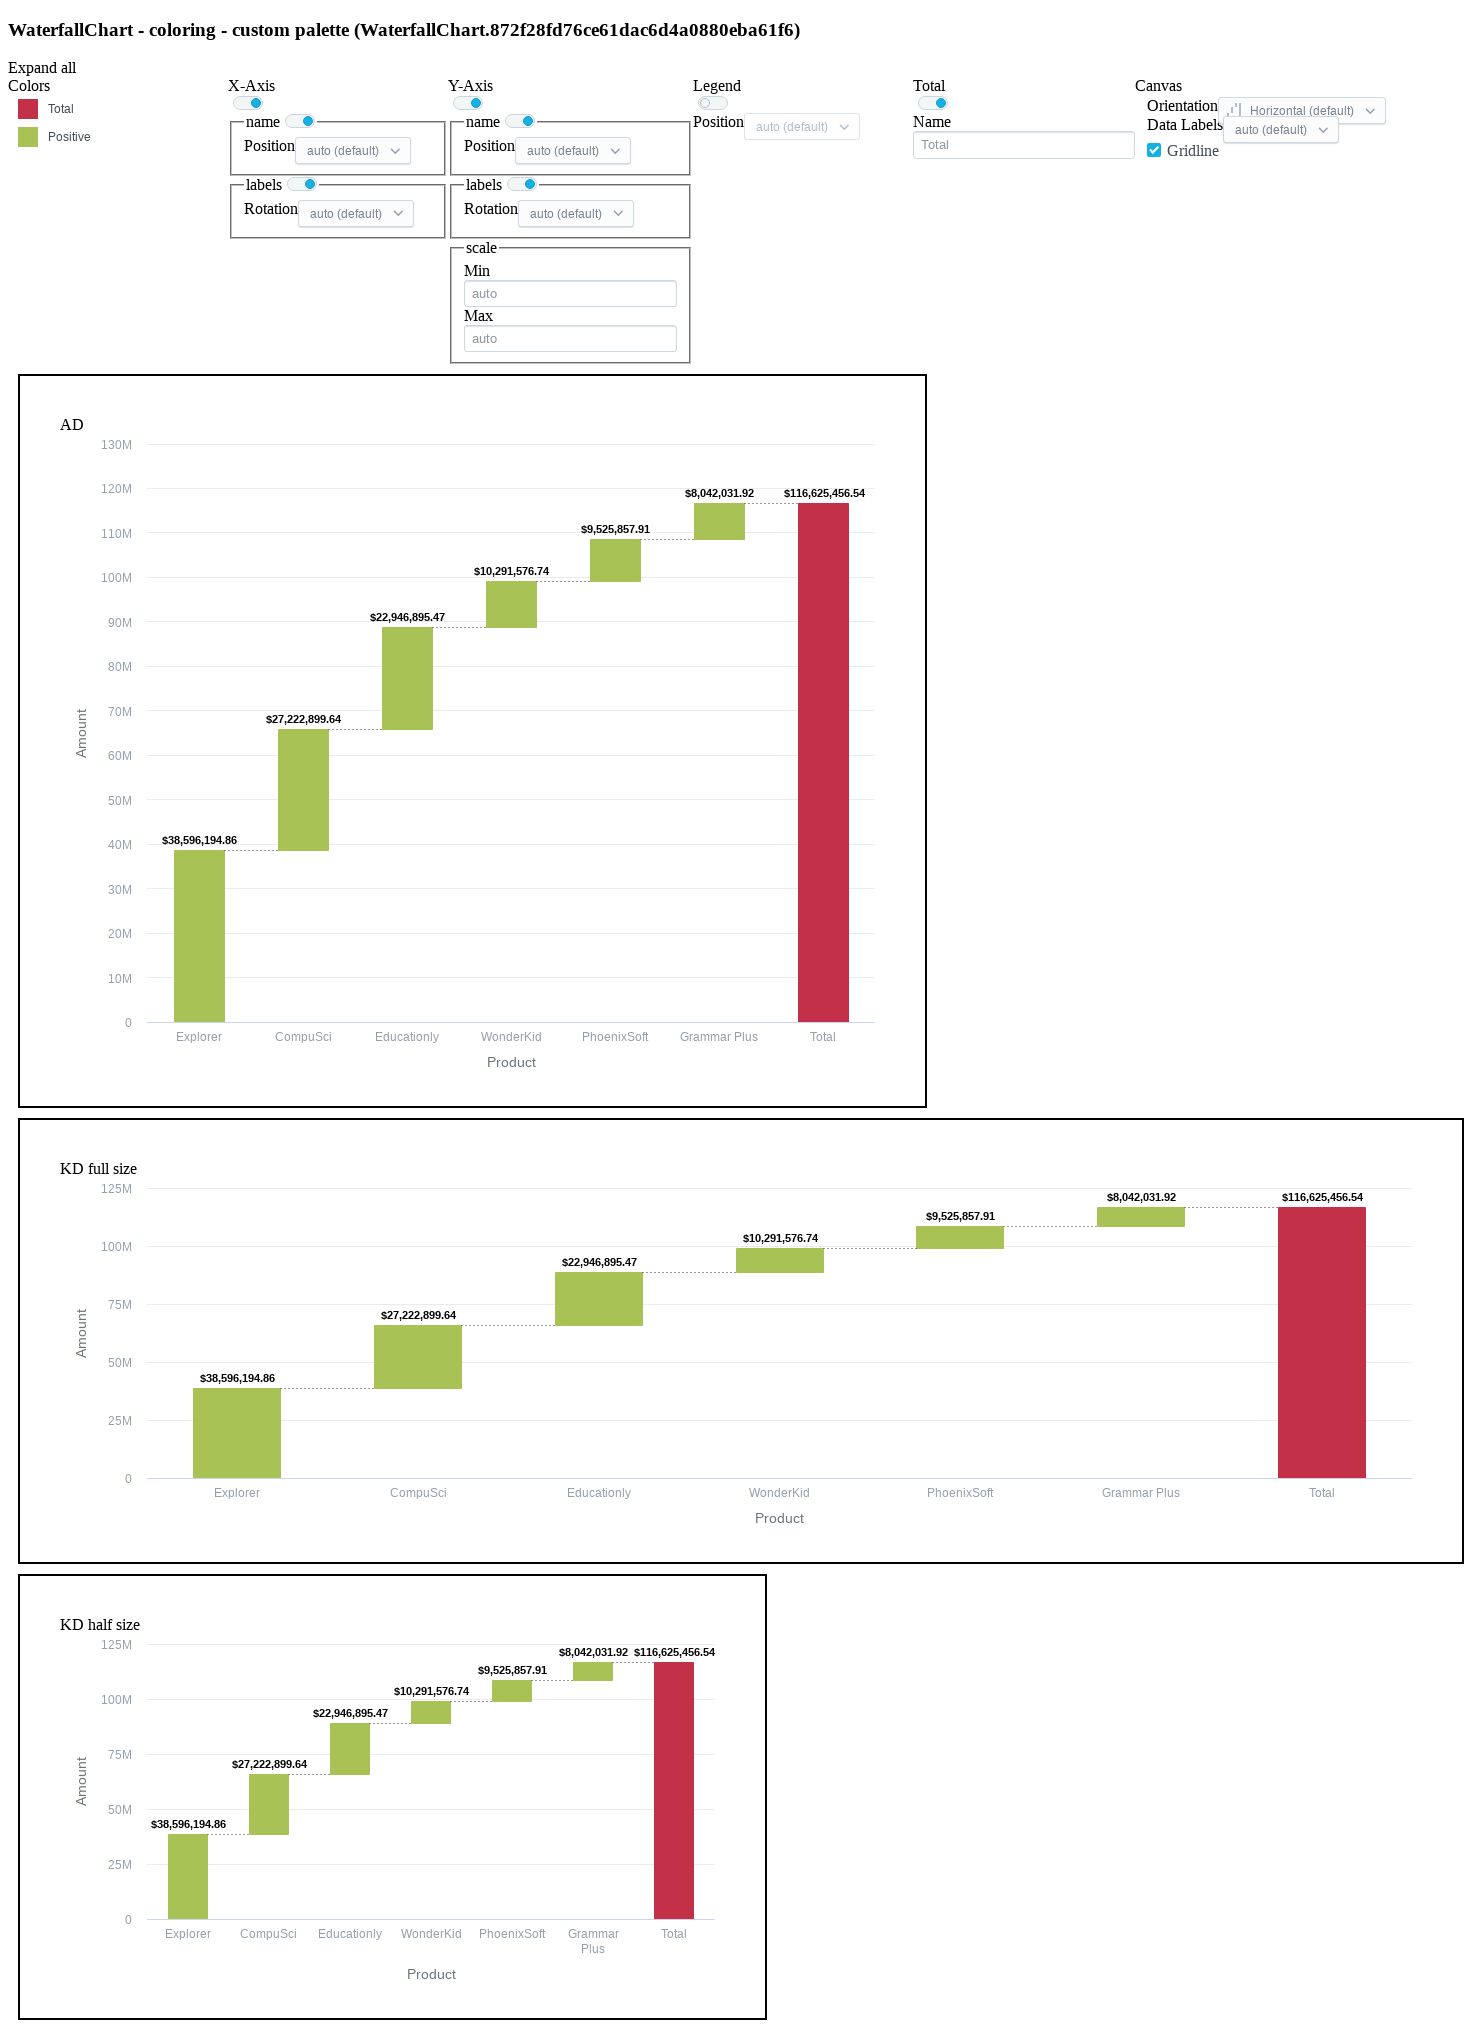 WaterfallChart - coloring - custom palette (WaterfallChart.872f28fd76ce61dac6d4a0880eba61f6)
Expand all
Colors
Total
Positive
X-Axis
name
Position auto (default)
labels
Rotation auto (default)
Y-Axis
name
Position auto (default)
labels
Rotation auto (default)
scale
Min
auto
Max
auto
Legend
Position auto (default)
Total
Name
Total
Canvas
Orientation Horizontal (default)
Data Labels auto (default)
Gridline
AD
130M
120M
110M
100M
90M
80M
70M
60M
50M
40M
30M
20M
10M
0
Amount
$38,596,194.86
$27,222,899.64
$22,946,895.47
$10,291,576.74
$9,525,857.91
$8,042,031.92
$116,625,456.54
Explorer CompuSci Educationly WonderKid PhoenixSoft Grammar Plus Total
Product
KD full size
125M
100M
75M
50M
25M
0
Amount
$38,596,194.86
$27,222,899.64
$22,946,895.47
$10,291,576.74
$9,525,857.91
$8,042,031.92
$116,625,456.54
Explorer CompuSci Educationly WonderKid PhoenixSoft Grammar Plus Total
Product
KD half size
125M
100M
75M
50M
25M
0
Amount
$38,596,194.86
$27,222,899.64
$22,946,895.47
$10,291,576.74
$9,525,857.91
$8,042,031.92
$116,625,456.54
Explorer CompuSci Educationly WonderKid PhoenixSoft Grammar Total
Plus
Product